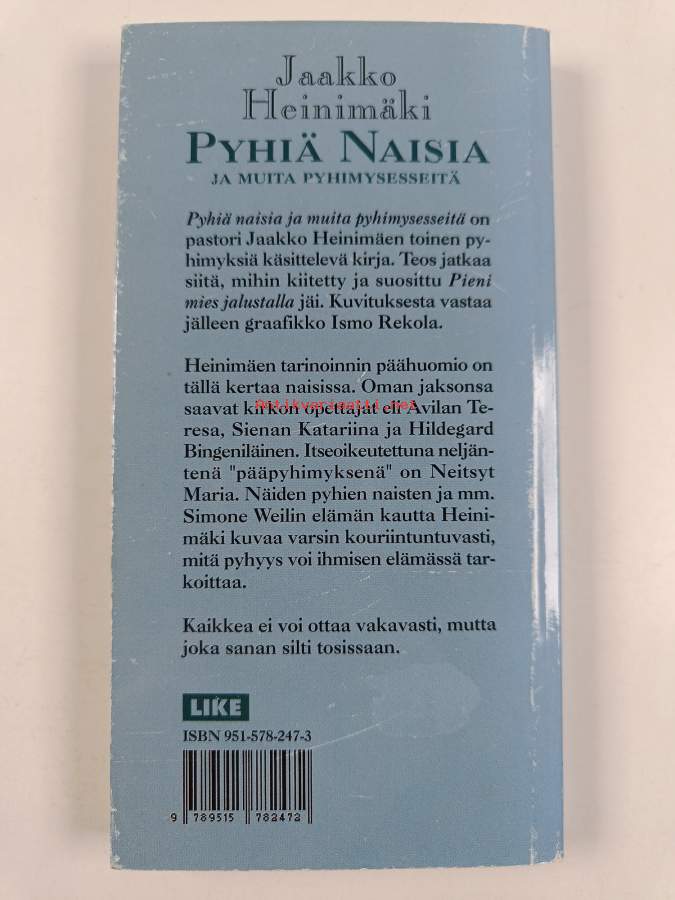 Jaakko
Heinimäki
PYHIÄ NAISIA
JA MUITA PYHIMYSESSEITÄ
Pyhiä naisia ja muita pyhimysesseitä on
pastori Jaakko Heinimäen toinen py-
himyksiä käsittelevä kirja. Teos jatkaa
siitä, mihin kiitetty ja suosittu Pieni
mies jalustalla jäi. Kuvituksesta vastaa
jälleen graafikko Ismo Rekola.
Heinimäen tarinoinnin päähuomio on
tällä kertaa naisissa. Oman jaksonsa
saavat kirkon opettajat eli Avilan Te-
resa, Sienan Katariina ja Hildegard
Bingeniläinen. Itseoikeutettuna neljän-
tenä "pääpyhimyksenä" on Neitsyt
Maria. Näiden pyhien naisten ja mm.
Simone Weilin elämän kautta Heini-
mäki kuvaa varsin kouriintuntuvasti,
mitä pyhyys voi ihmisen elämässä tar-
koittaa.
Kaikkea ei voi ottaa vakavasti, mutta
joka sanan silti tosissaan.
LIKE
ISBN 951-578-247-3
9 789515 782472
Antikvariaatti.net